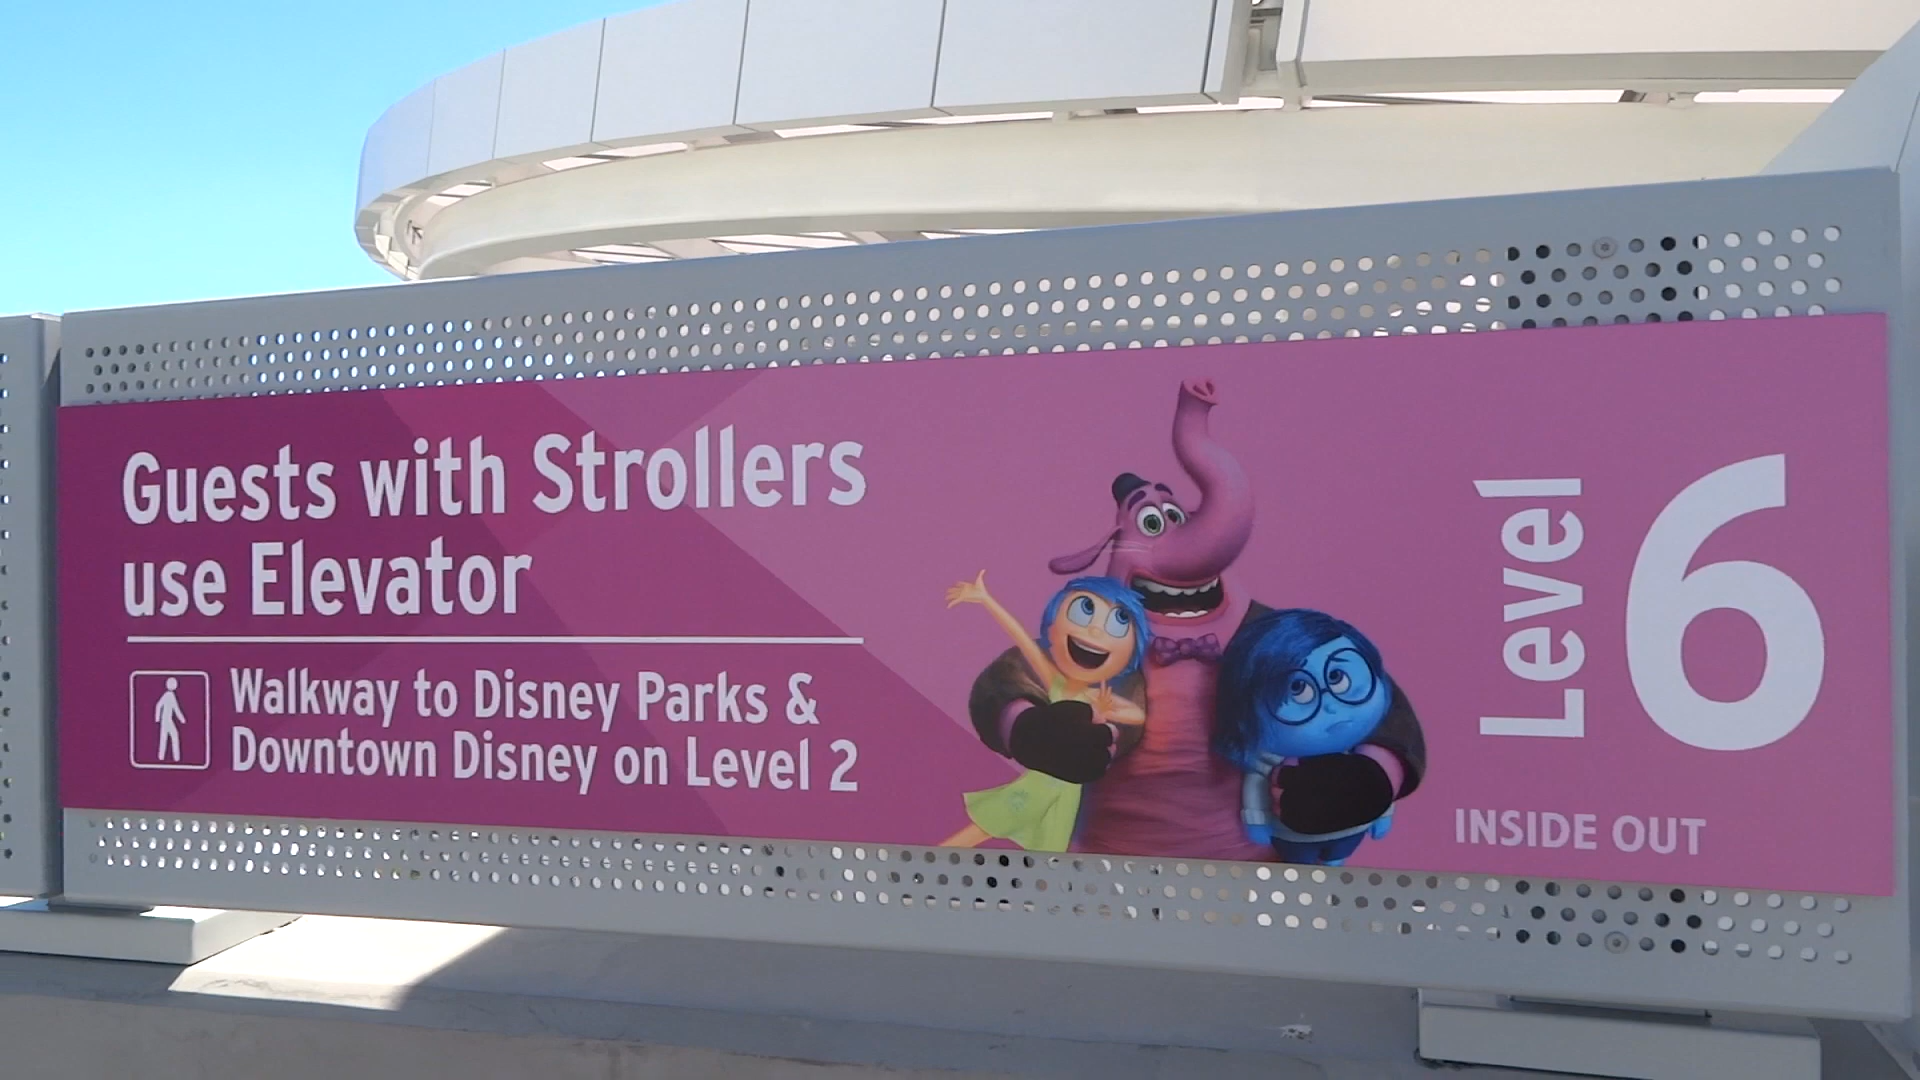 Guests with Strollers
use Elevator
Walkway to Disney Parks &
Downtown Disney on Level 2
Level 6
INSIDE OUT